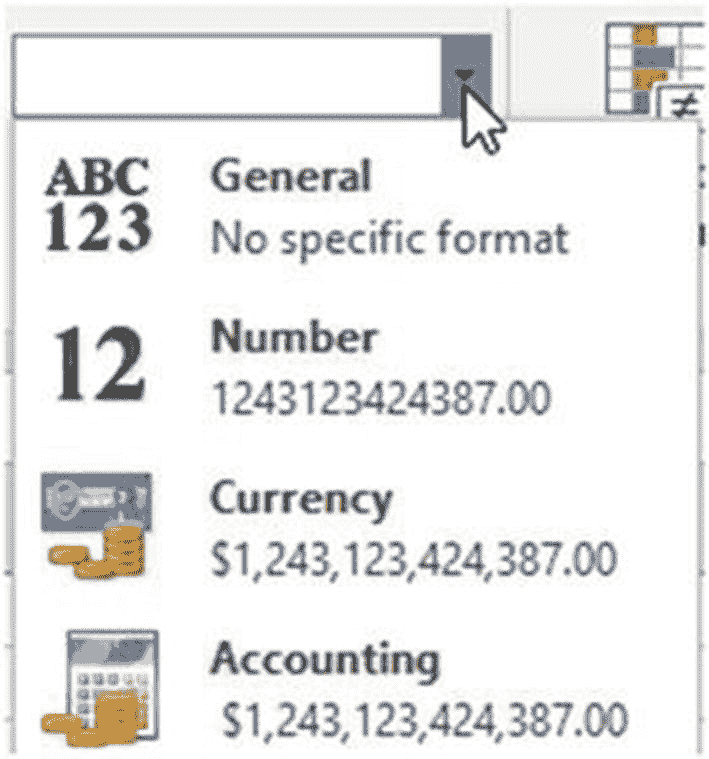 ABC
123
General
No specific format
12
Number
1243123424387.00
Currency
$1,243,123,424,387.00
Accounting
$1,243,123,424,387.00
≠